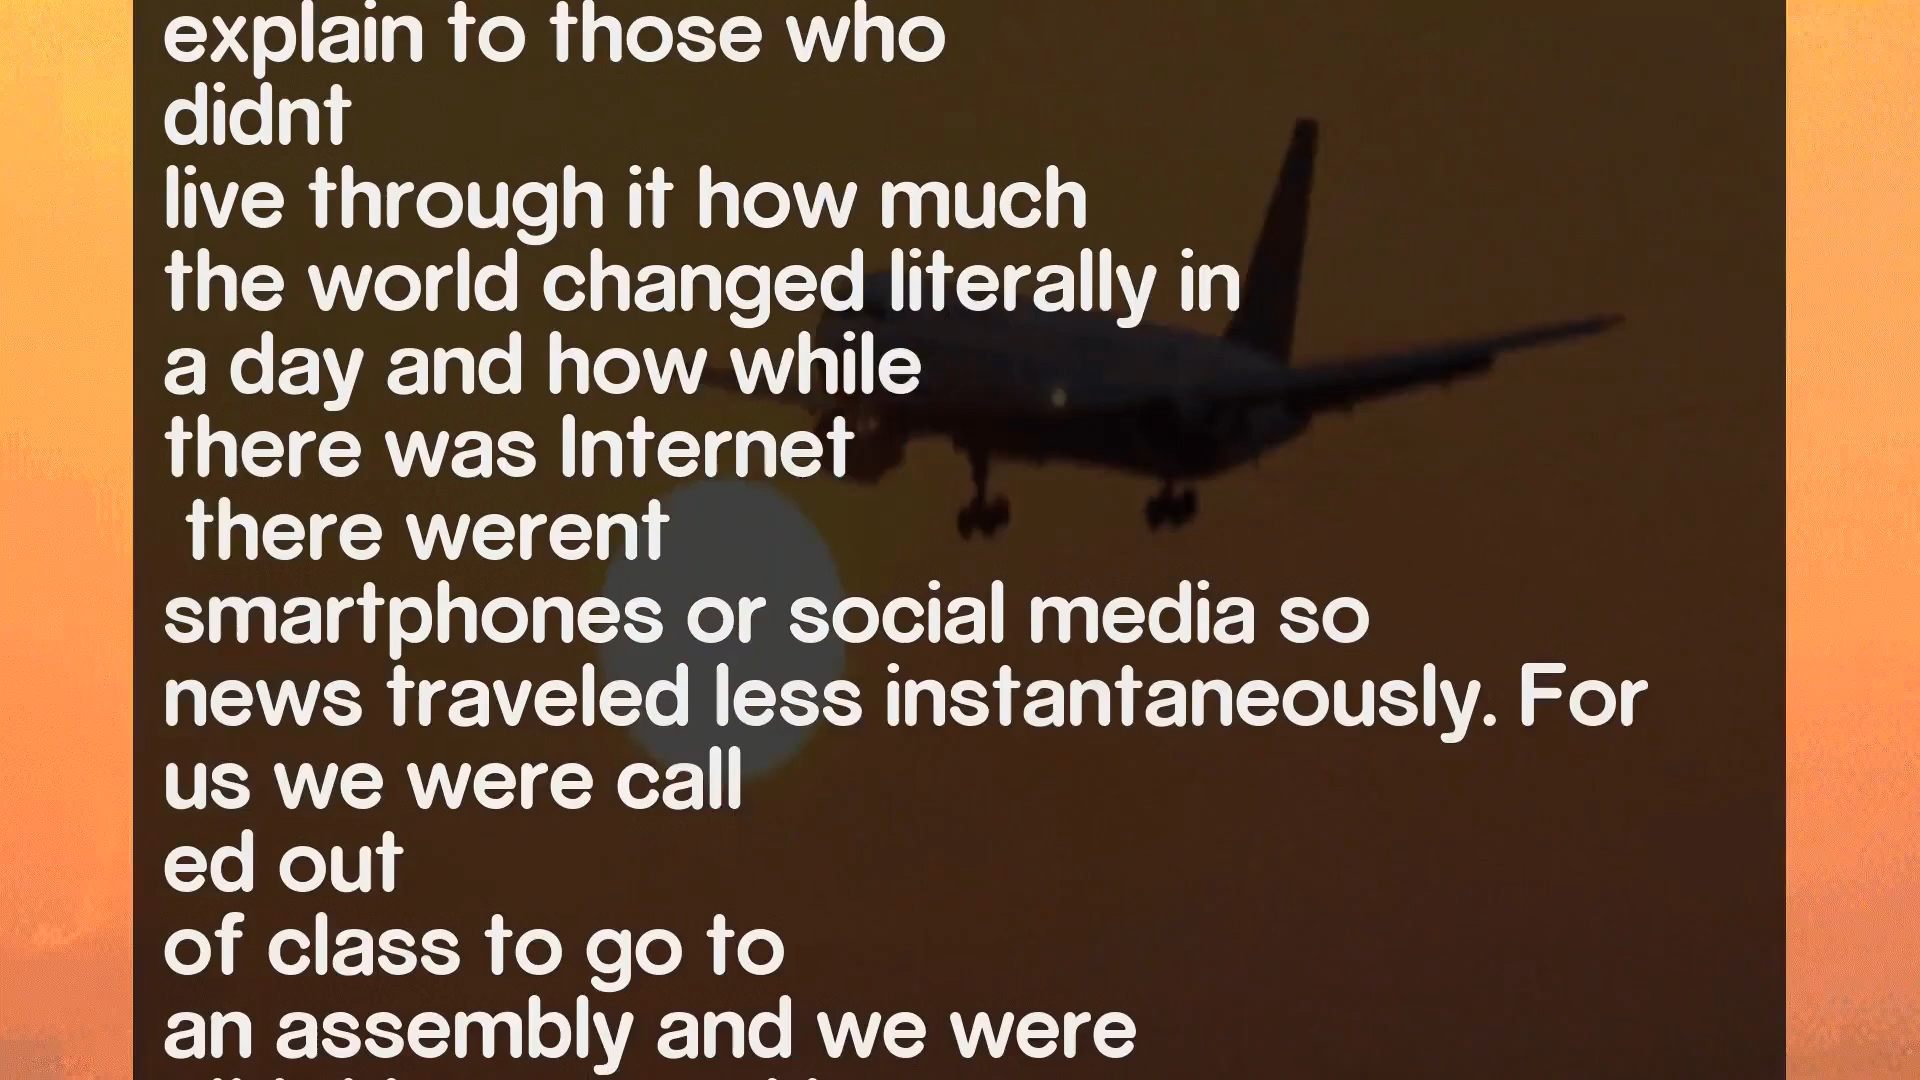 explain to those who
didnt
live through it how much
the world changed literally in
a day and how while
there was Internet
there werent
smartphones or social media so
news traveled less instantaneously. For
us we were call
ed out
of class to go to
an assembly and we were